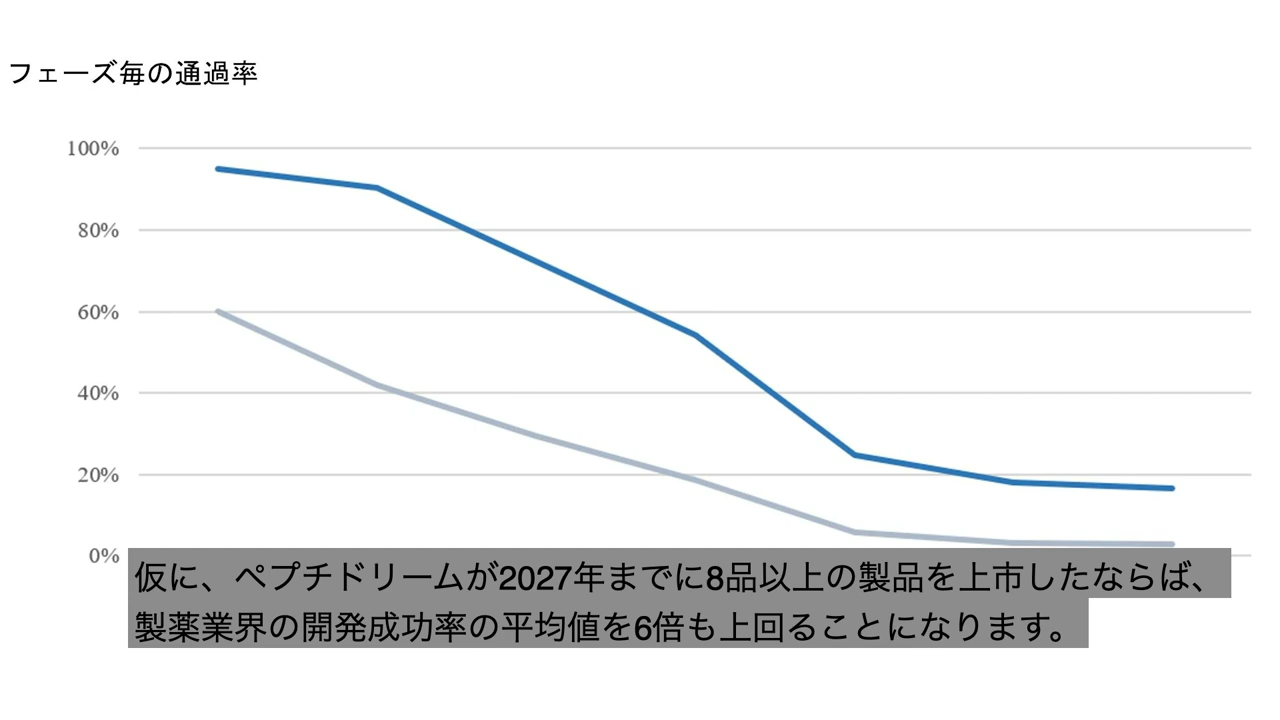 フェーズ毎の通過率
100%
80%
60%
40%
20%
0%
仮に、ペプチドリームが2027年までに8品以上の製品を上市したならば、
製薬業界の開発成功率の平均値を6倍も上回ることになります。